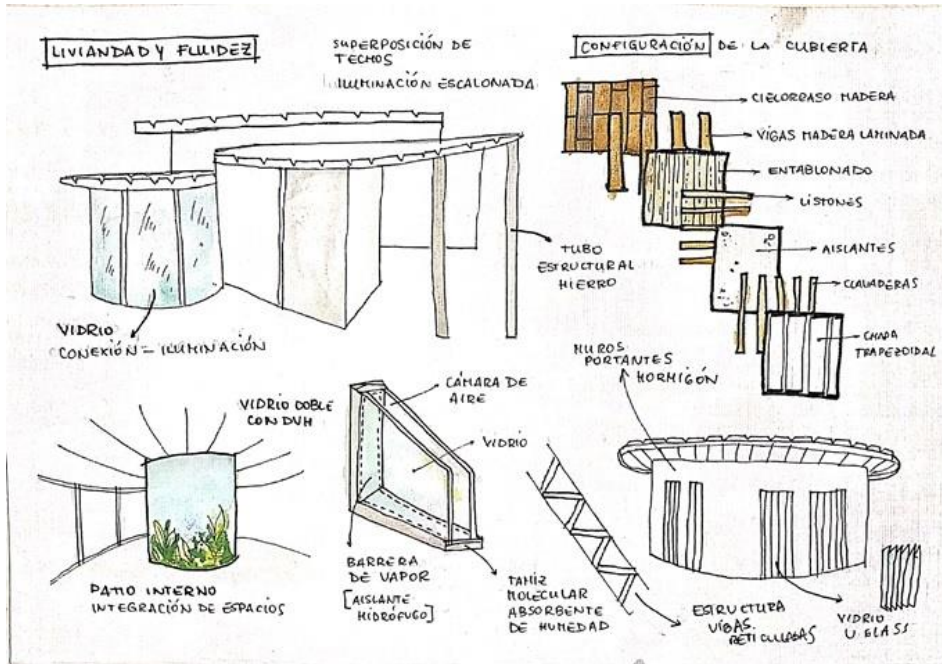 LIVIANDAD Y FLUIDEZ
SUPERPOSICIÓN DE
TECHOS
ILUMINACIÓN ESCALONADA
CONFIGURACIÓN DE LA CUBIERTA
CIELORRASO MADERA
VIGAS MADERA LAMINADA
ENTABLONADO
LISTONES
AISLANTES
CLAVADERAS
CHAPA
TRAPEZOIDAL
TUBO
ESTRUCTURAL
HIERRO
VIDRIO
CONEXIÓN - ILUMINACIÓN
MUROS
PORTANTES
HORMIGÓN
VIDRIO DOBLE
CON DVH
CÁMARA DE
AIRE
VIDRIO
PATIO INTERNO
INTEGRACIÓN DE ESPACIOS
BARRERA
DE VAPOR
[AISLANTE
HIDRÓFUGO]
TAMIZ
MOLECULAR
ABSORBENTE
DE HUMEDAD
ESTRUCTURA
VIGAS
RETICULADAS
VIDRIO
U GLASS